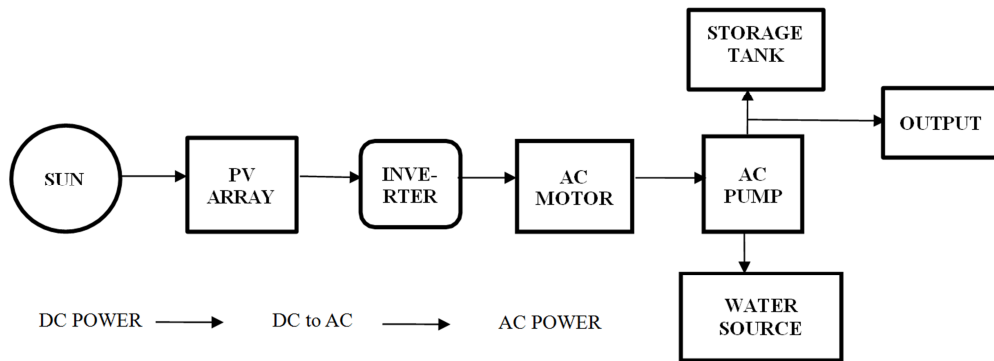 STORAGE
TANK
OUTPUT
SUN
PV
ARRAY
INVE-
RTER
AC
MOTOR
AC
PUMP
WATER
SOURCE
DC POWER
DC to AC
AC POWER